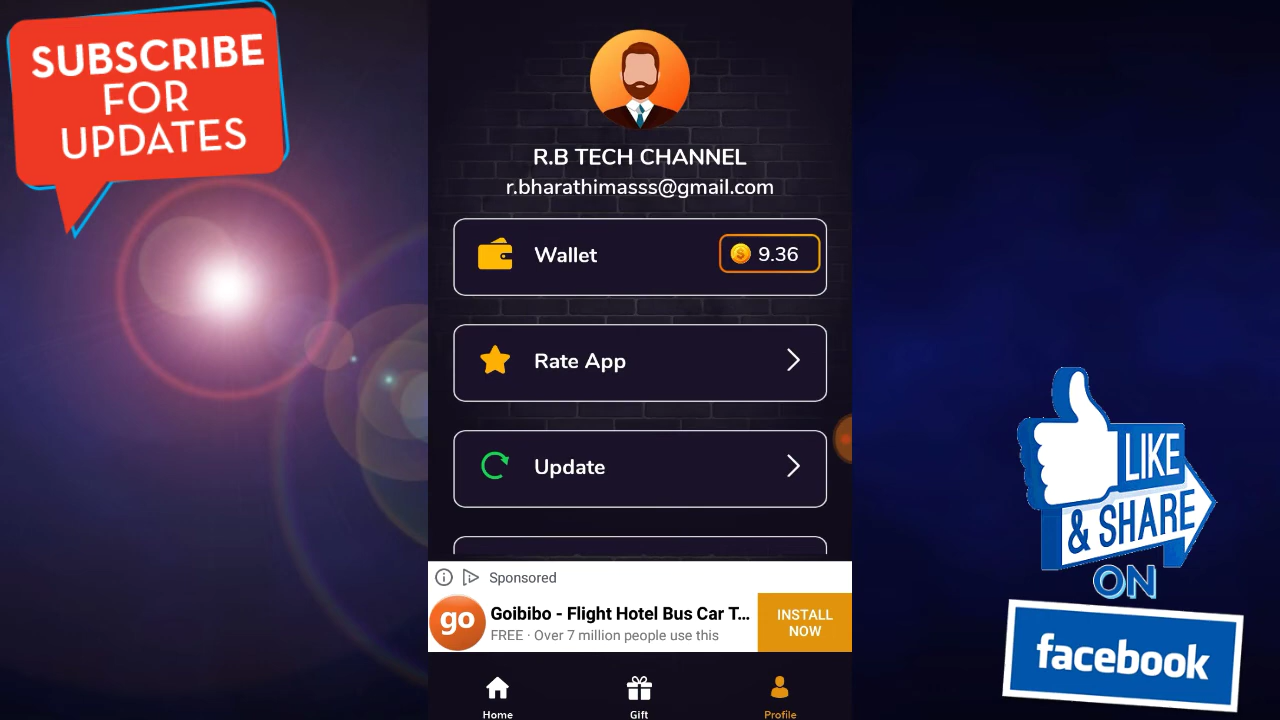 SUBSCRIBE
FOR
UPDATES
R.B TECH CHANNEL
r.bharathimasss@gmail.com
Wallet
9.36
Rate App
Update
Sponsored
go
Goibibo - Flight Hotel Bus Car T...
FREE · Over 7 million people use this
INSTALL
NOW
Home
Gift
Profile
LIKE
& SHARE
ON
facebook